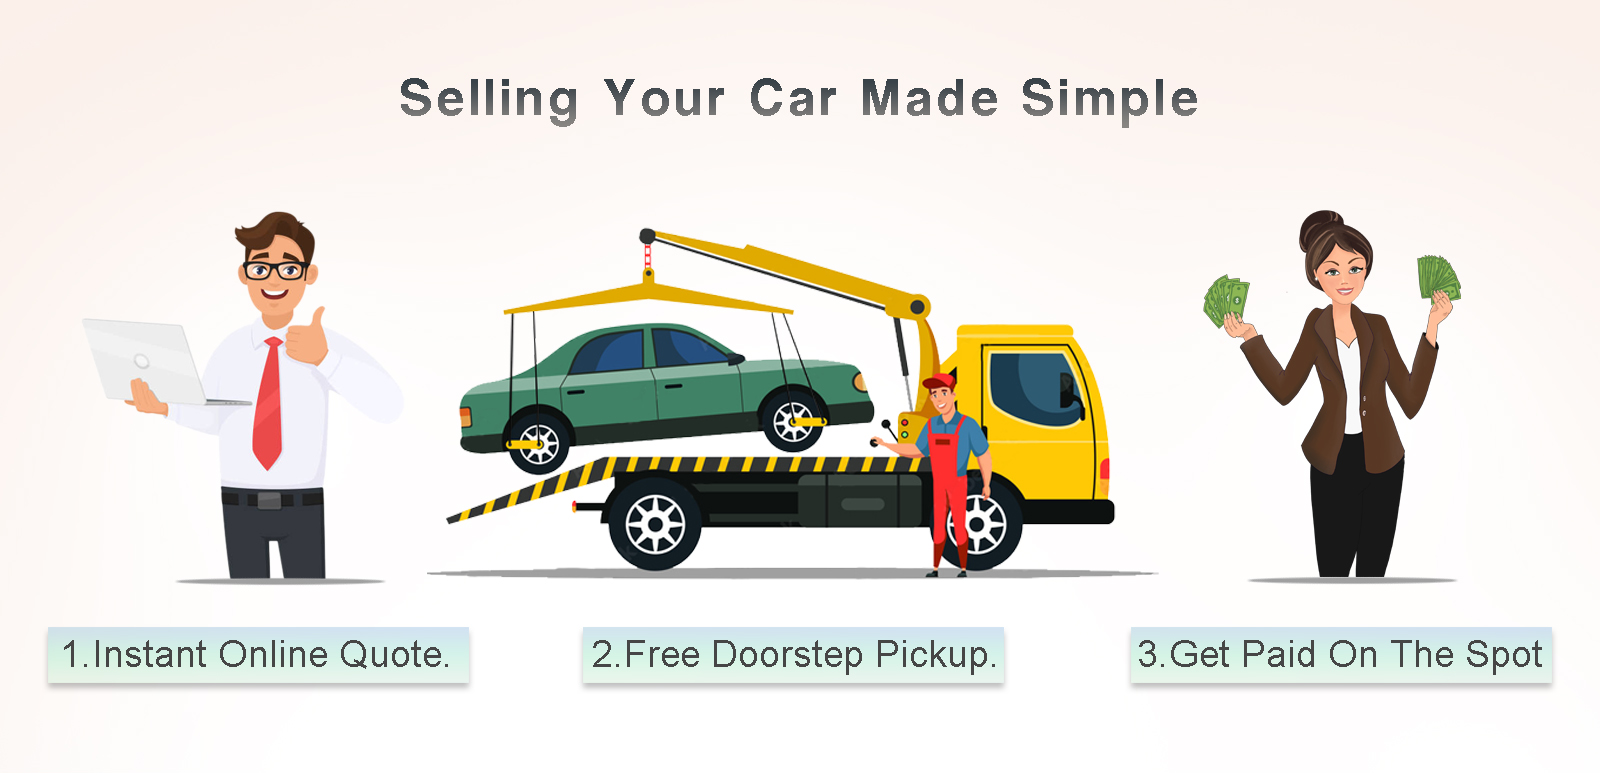 Selling Your Car Made Simple
1.Instant Online Quote.
2.Free Doorstep Pickup.
3.Get Paid On The Spot